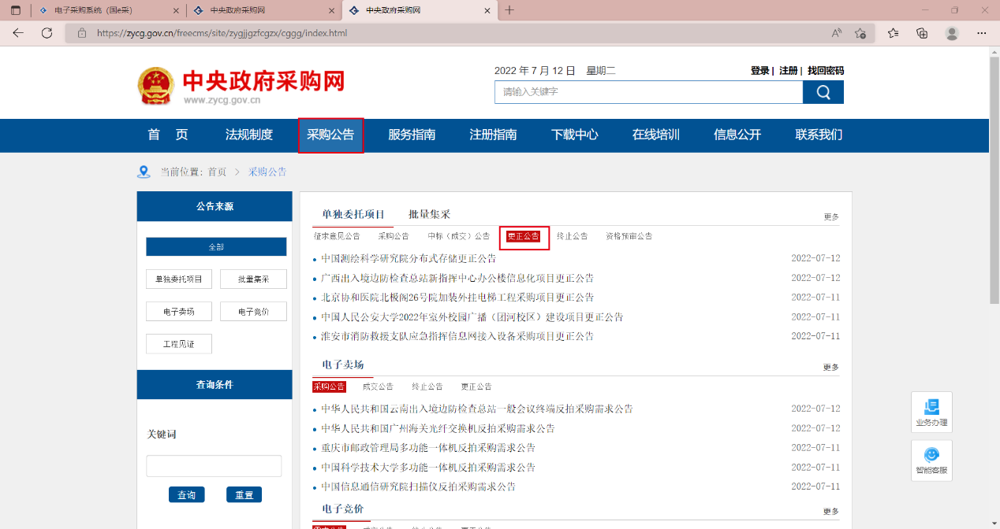 电子采购系统（国e采）
中央政府采购网
中央政府采购网
https://zycg.gov.cn/freecms/site/zygjjgzfcgzx/cggg/index.html
中央政府采购网
www.zycg.gov.cn
2022 年 7 月 12 日 星期二
登录 | 注册 | 找回密码
请输入关键字
首 页 法规制度 采购公告 服务指南 注册指南 下载中心 在线培训 信息公开 联系我们
当前位置: 首页 > 采购公告
公告来源
全部
单独委托项目 批量集采
电子卖场 电子竞价
工程见证
查询条件
关键词
查询 重置
单独委托项目 批量集采 更多
征求意见公告 采购公告 中标（成交）公告 更正公告 终止公告 资格预审公告
中国测绘科学研究院分布式存储更正公告 2022-07-12
广西出入境边防检查总站新指挥中心办公楼信息化项目更正公告 2022-07-12
北京协和医院北极阁26号院加装外挂电梯工程采购项目更正公告 2022-07-11
中国人民公安大学2022年室外校园广播（团河校区）建设项目更正公告 2022-07-11
淮安市消防救援支队应急指挥信息网接入设备采购项目更正公告 2022-07-11
电子卖场 更多
采购公告 成交公告 终止公告 更正公告
中华人民共和国云南出入境边防检查总站一般会议终端反拍采购需求公告 2022-07-12
中华人民共和国广州海关光纤交换机反拍采购需求公告 2022-07-12
重庆市邮政管理局多功能一体机反拍采购需求公告 2022-07-11
中国科学技术大学多功能一体机反拍采购需求公告 2022-07-11
中国信息通信研究院扫描仪反拍采购需求公告 2022-07-11
电子竞价 更多
业务办理
智能客服